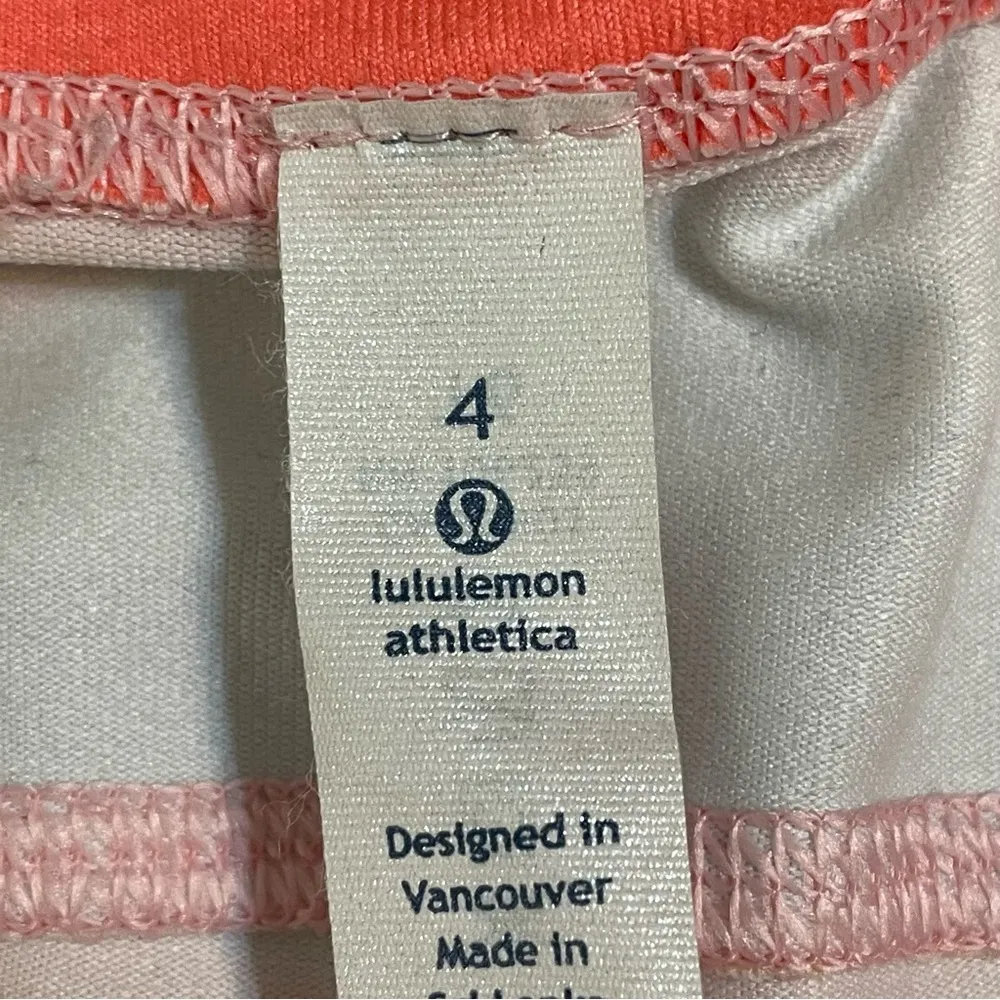 4
lululemon
athletica
Designed in
Vancouver
Made in